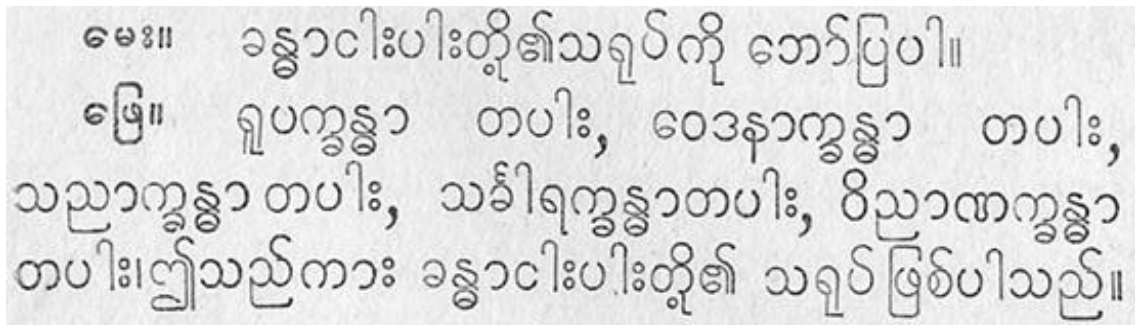 မေး။ ခန္ဓာငါးပါးတို့၏သရုပ်ကို ဘော်ပြပါ။
ဖြေ။ ရူပက္ခန္ဓာ တပါး, ဝေဒနာက္ခန္ဓာ တပါး,
သညာက္ခန္ဓာ တပါး, သင်္ခါရက္ခန္ဓာတပါး, ဝိညာဏက္ခန္ဓာ
တပါး၊ဤသည်ကား ခန္ဓာငါးပါးတို့၏ သရုပ်ဖြစ်ပါသည်။